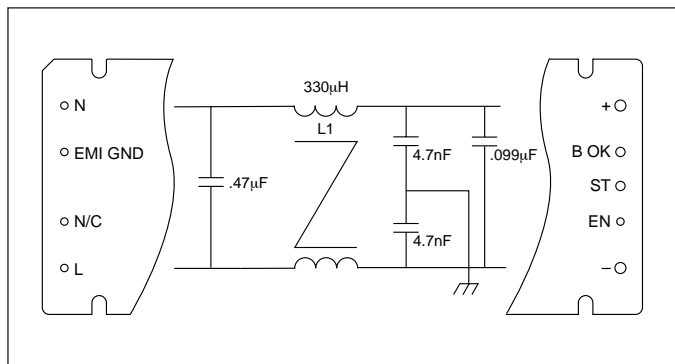 330µH
L1
N
EMI GND
N/C
L
.47µF
4.7nF
.099µF
4.7nF
+
B OK
ST
EN
–